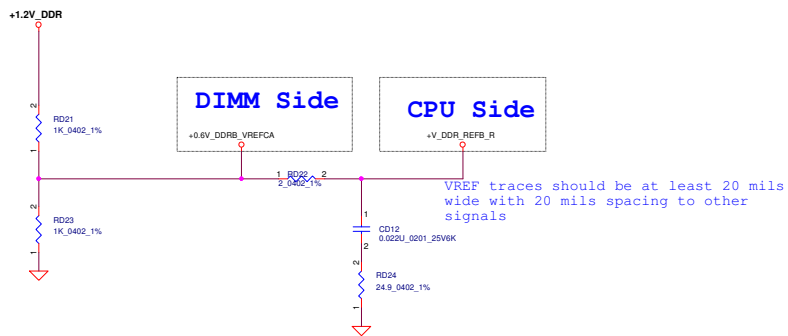 +1.2V_DDR
DIMM Side
+0.6V_DDRB_VREFCA
CPU Side
+V_DDR_REFB_R
2
RD21
1K_0402_1%
1
1 RD22 2
2_0402_1%
VREF traces should be at least 20 mils
wide with 20 mils spacing to other
signals
2
RD23
1K_0402_1%
1
1
CD12
0.022U_0201_25V6K
2
2
RD24
24.9_0402_1%
1